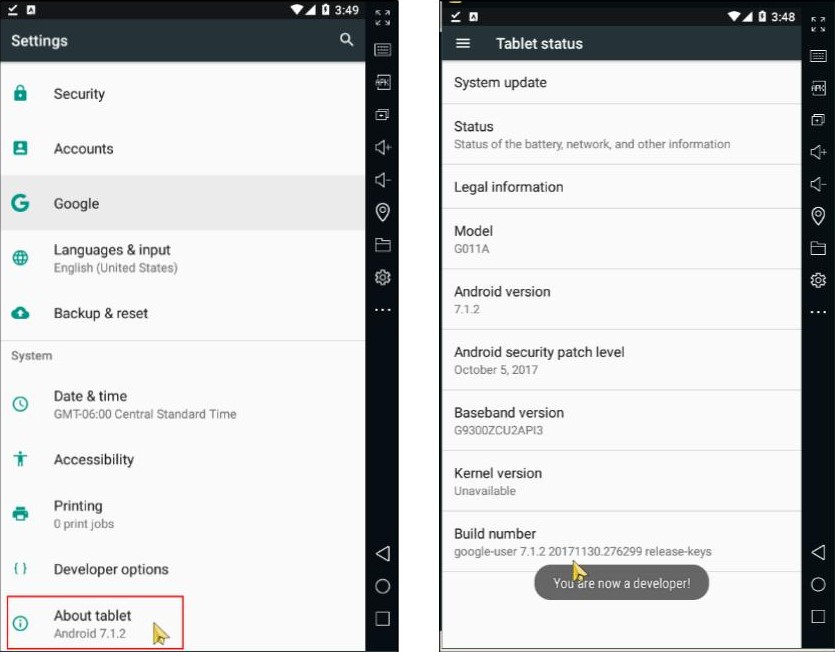 3:49
Settings
Security
Accounts
Google
Languages & input
English (United States)
Backup & reset
System
Date & time
GMT-06:00 Central Standard Time
Accessibility
Printing
0 print jobs
Developer options
About tablet
Android 7.1.2
3:48
Tablet status
System update
Status
Status of the battery, network, and other information
Legal information
Model
G011A
Android version
7.1.2
Android security patch level
October 5, 2017
Baseband version
G9300ZCU2API3
Kernel version
Unavailable
Build number
google-user 7.1.2 20171130.276299 release-keys
You are now a developer!